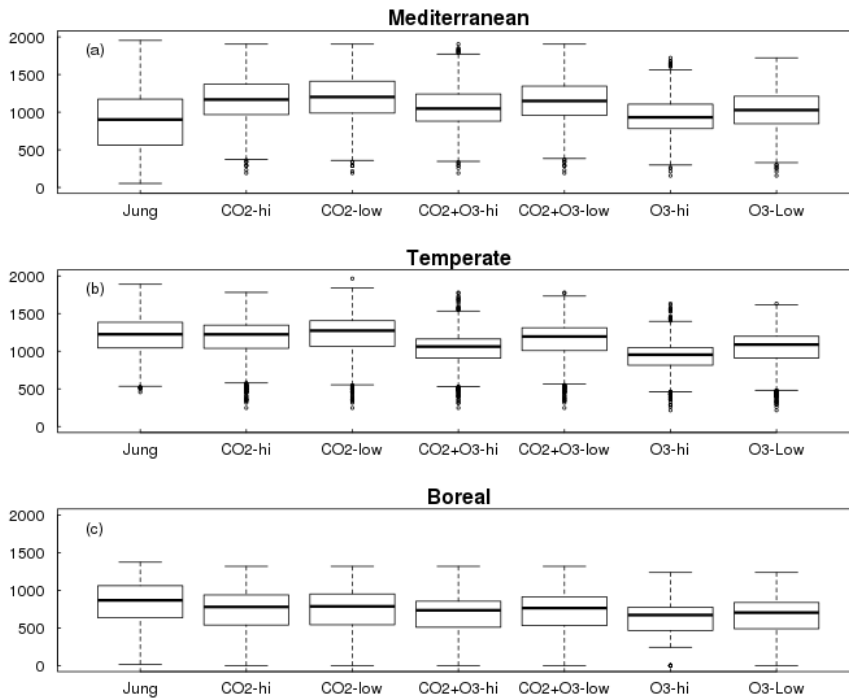 Mediterranean
(a)
2000
1500
1000
500
0
Jung CO2-hi CO2-low CO2+O3-hi CO2+O3-low O3-hi O3-Low
Temperate
(b)
2000
1500
1000
500
0
Jung CO2-hi CO2-low CO2+O3-hi CO2+O3-low O3-hi O3-Low
Boreal
(c)
2000
1500
1000
500
0
Jung CO2-hi CO2-low CO2+O3-hi CO2+O3-low O3-hi O3-Low